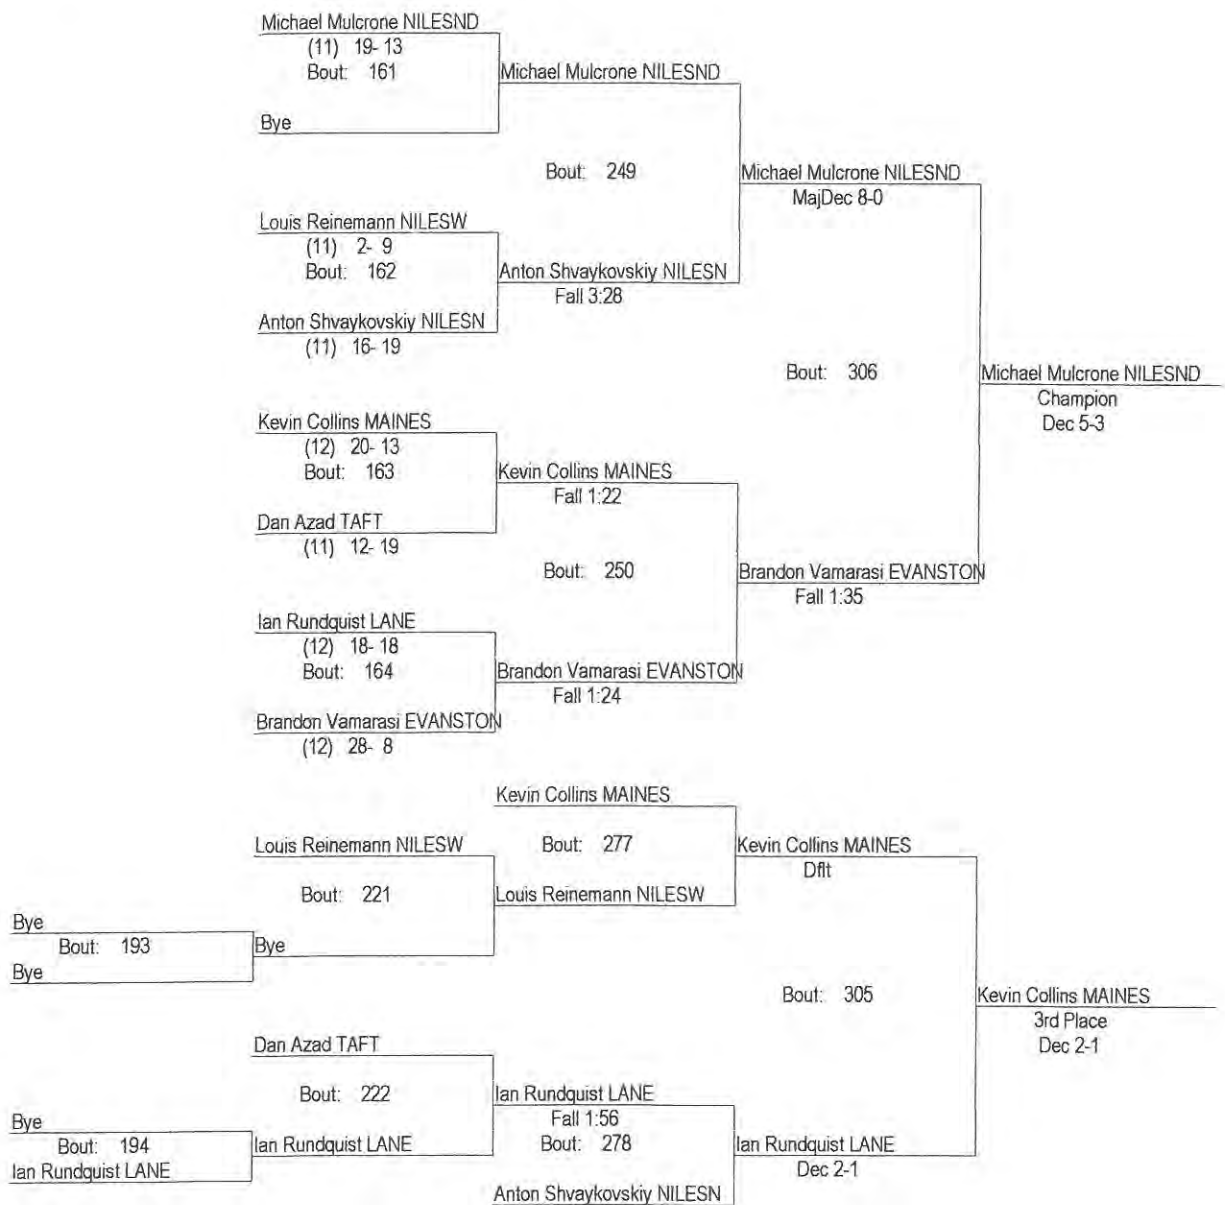 Michael Mulcrone NILESND
(11) 19- 13
Bout: 161
Michael Mulcrone NILESND
Bye
Bout: 249
Michael Mulcrone NILESND
MajDec 8-0
Louis Reinemann NILESW
(11) 2- 9
Bout: 162
Anton Shvaykovskiy NILESN
Fall 3:28
Anton Shvaykovskiy NILESN
(11) 16- 19
Bout: 306
Michael Mulcrone NILESND
Champion
Dec 5-3
Kevin Collins MAINES
(12) 20- 13
Bout: 163
Kevin Collins MAINES
Fall 1:22
Dan Azad TAFT
(11) 12- 19
Bout: 250
Brandon Vamarasi EVANSTON
Fall 1:35
Ian Rundquist LANE
(12) 18- 18
Bout: 164
Brandon Vamarasi EVANSTON
Fall 1:24
Brandon Vamarasi EVANSTON
(12) 28- 8
Kevin Collins MAINES
Louis Reinemann NILESW
Bout: 277
Kevin Collins MAINES
Dflt
Bout: 221
Louis Reinemann NILESW
Bye
Bout: 193
Bye
Bye
Bout: 305
Kevin Collins MAINES
3rd Place
Dec 2-1
Dan Azad TAFT
Bout: 222
Ian Rundquist LANE
Fall 1:56
Bye
Bout: 194
Ian Rundquist LANE
Bout: 278
Ian Rundquist LANE
Dec 2-1
Ian Rundquist LANE
Anton Shvaykovskiy NILESN